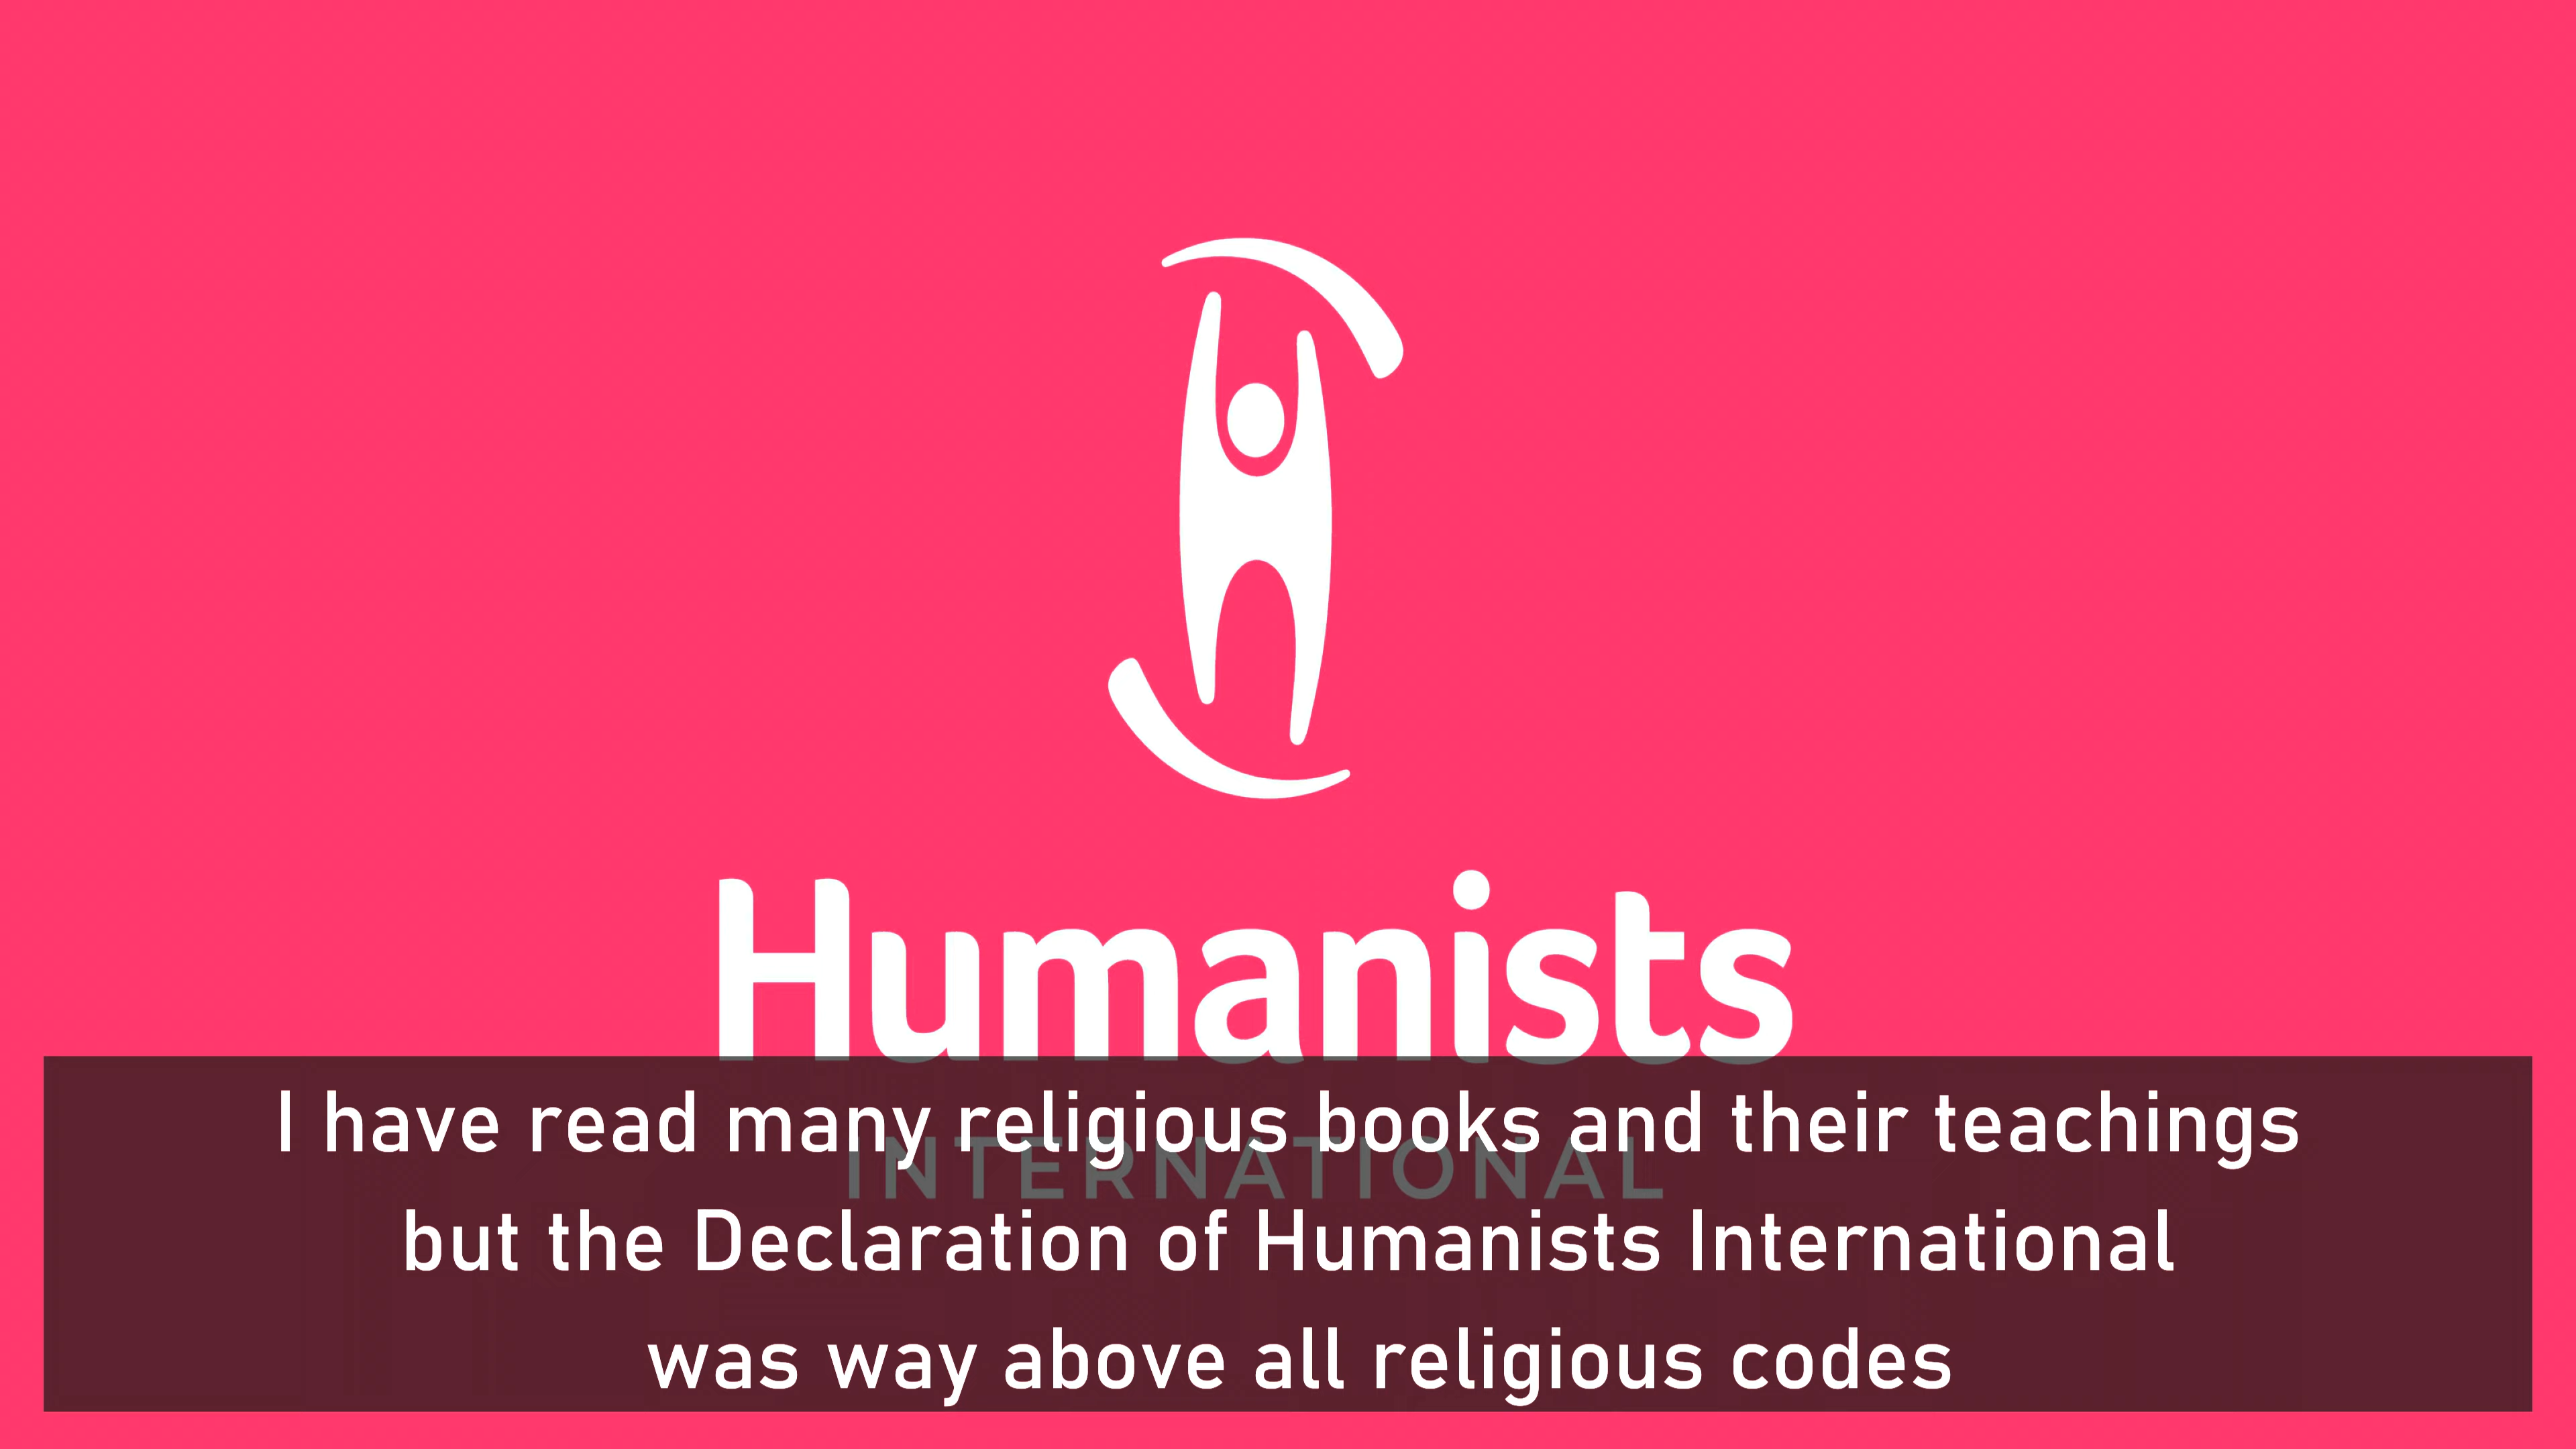 Humanists
INTERNATIONAL
I have read many religious books and their teachings
but the Declaration of Humanists International
was way above all religious codes